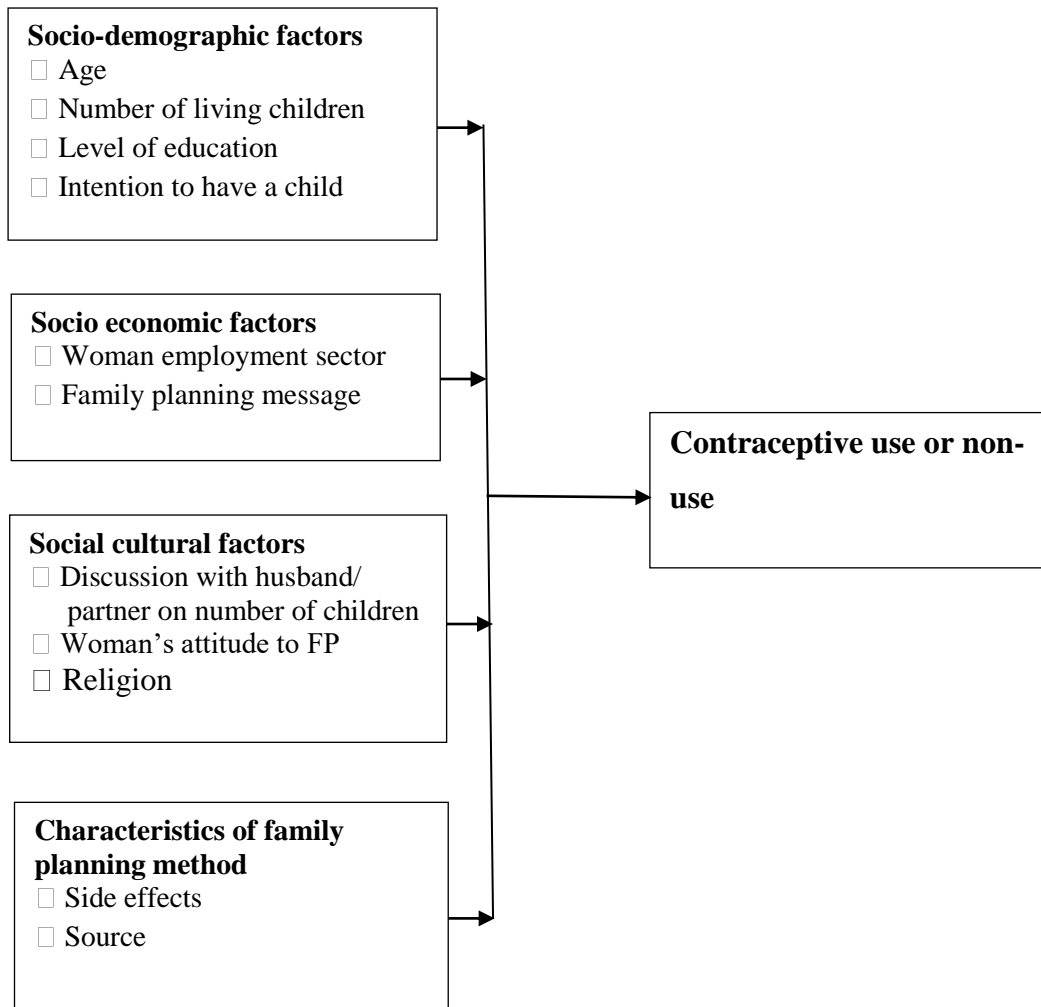 Socio-demographic factors
□ Age
□ Number of living children
□ Level of education
□ Intention to have a child
Socio economic factors
□ Woman employment sector
□ Family planning message
Contraceptive use or non-
use
Social cultural factors
□ Discussion with husband/
partner on number of children
□ Woman’s attitude to FP
□ Religion
Characteristics of family
planning method
□ Side effects
□ Source